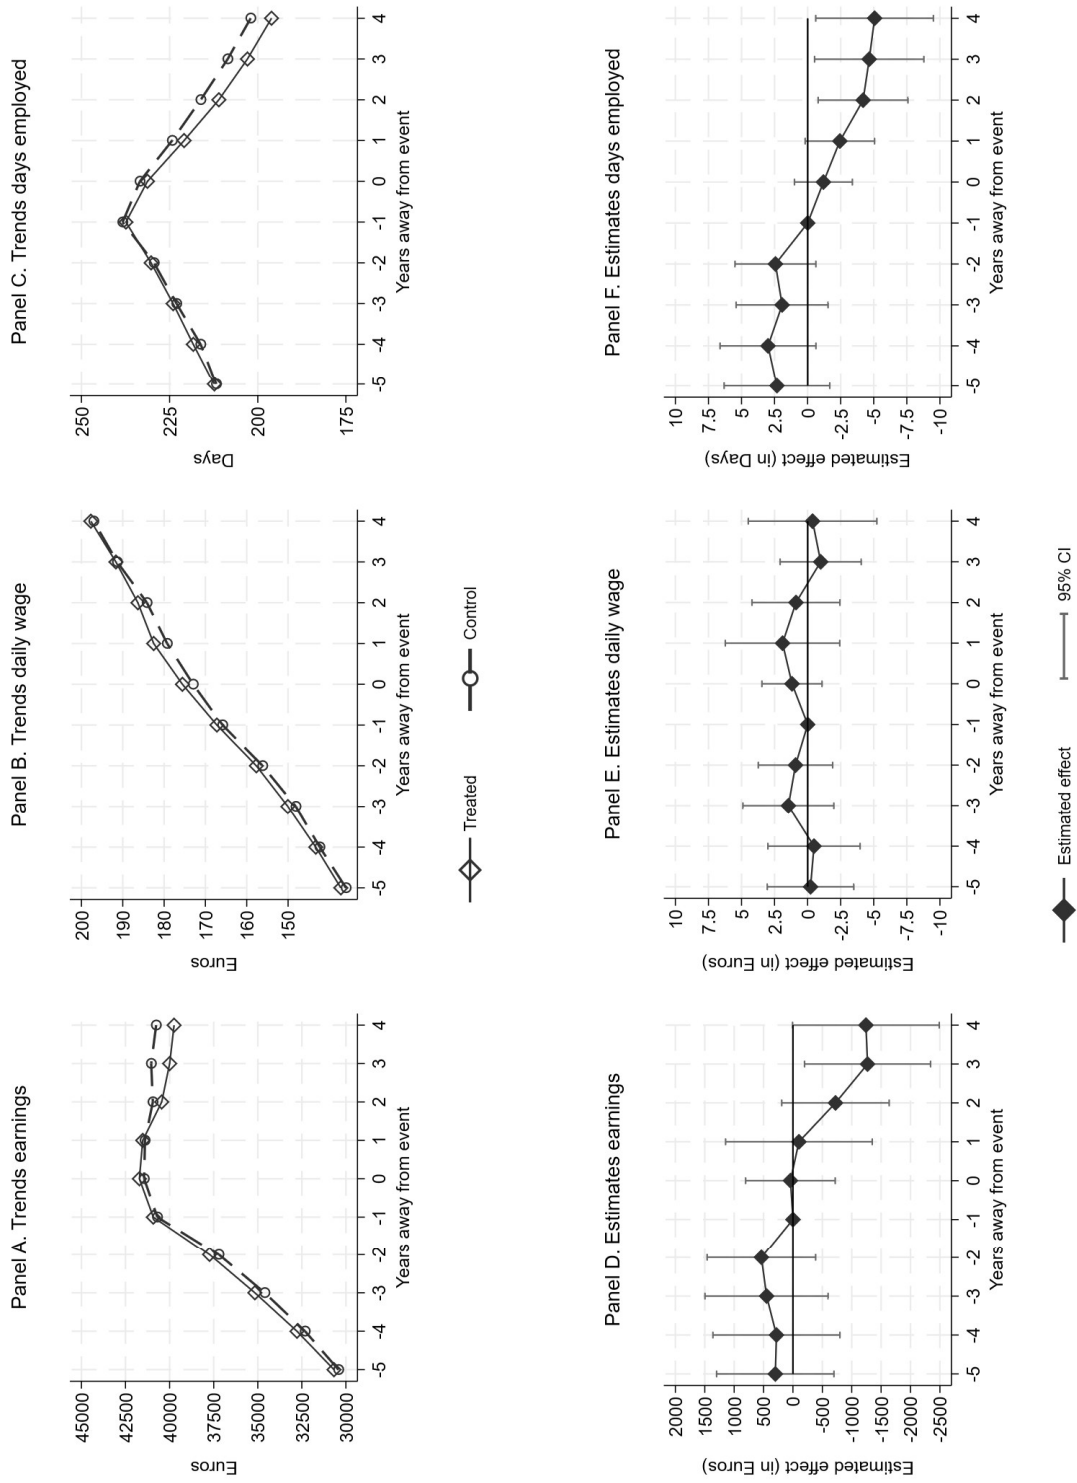 Panel A. Trends earnings
Euros
45000
42500
40000
37500
35000
32500
30000
-5 -4 -3 -2 -1 0 1 2 3 4
Years away from event
Panel B. Trends daily wage
Euros
200
190
180
170
160
150
-5 -4 -3 -2 -1 0 1 2 3 4
Years away from event
Panel C. Trends days employed
Days
250
225
200
175
-5 -4 -3 -2 -1 0 1 2 3 4
Years away from event
Treated
Control
Panel D. Estimates earnings
Estimated effect (in Euros)
2000
1500
1000
500
0
-500
-1000
-1500
-2000
-2500
-5 -4 -3 -2 -1 0 1 2 3 4
Years away from event
Panel E. Estimates daily wage
Estimated effect (in Euros)
10
7.5
5
2.5
0
-2.5
-5
-7.5
-10
-5 -4 -3 -2 -1 0 1 2 3 4
Years away from event
Panel F. Estimates days employed
Estimated effect (in Days)
10
7.5
5
2.5
0
-2.5
-5
-7.5
-10
-5 -4 -3 -2 -1 0 1 2 3 4
Years away from event
Estimated effect
95% CI